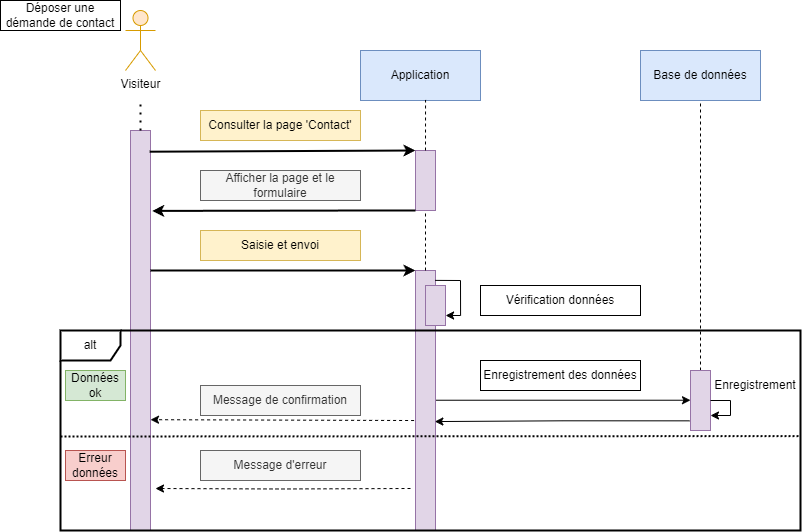 Déposer une
démande de contact
Visiteur
Application
Base de données
Consulter la page 'Contact'
Afficher la page et le
formulaire
Saisie et envoi
Vérification données
alt
Données
ok
Enregistrement des données
Enregistrement
Message de confirmation
Erreur
données
Message d'erreur